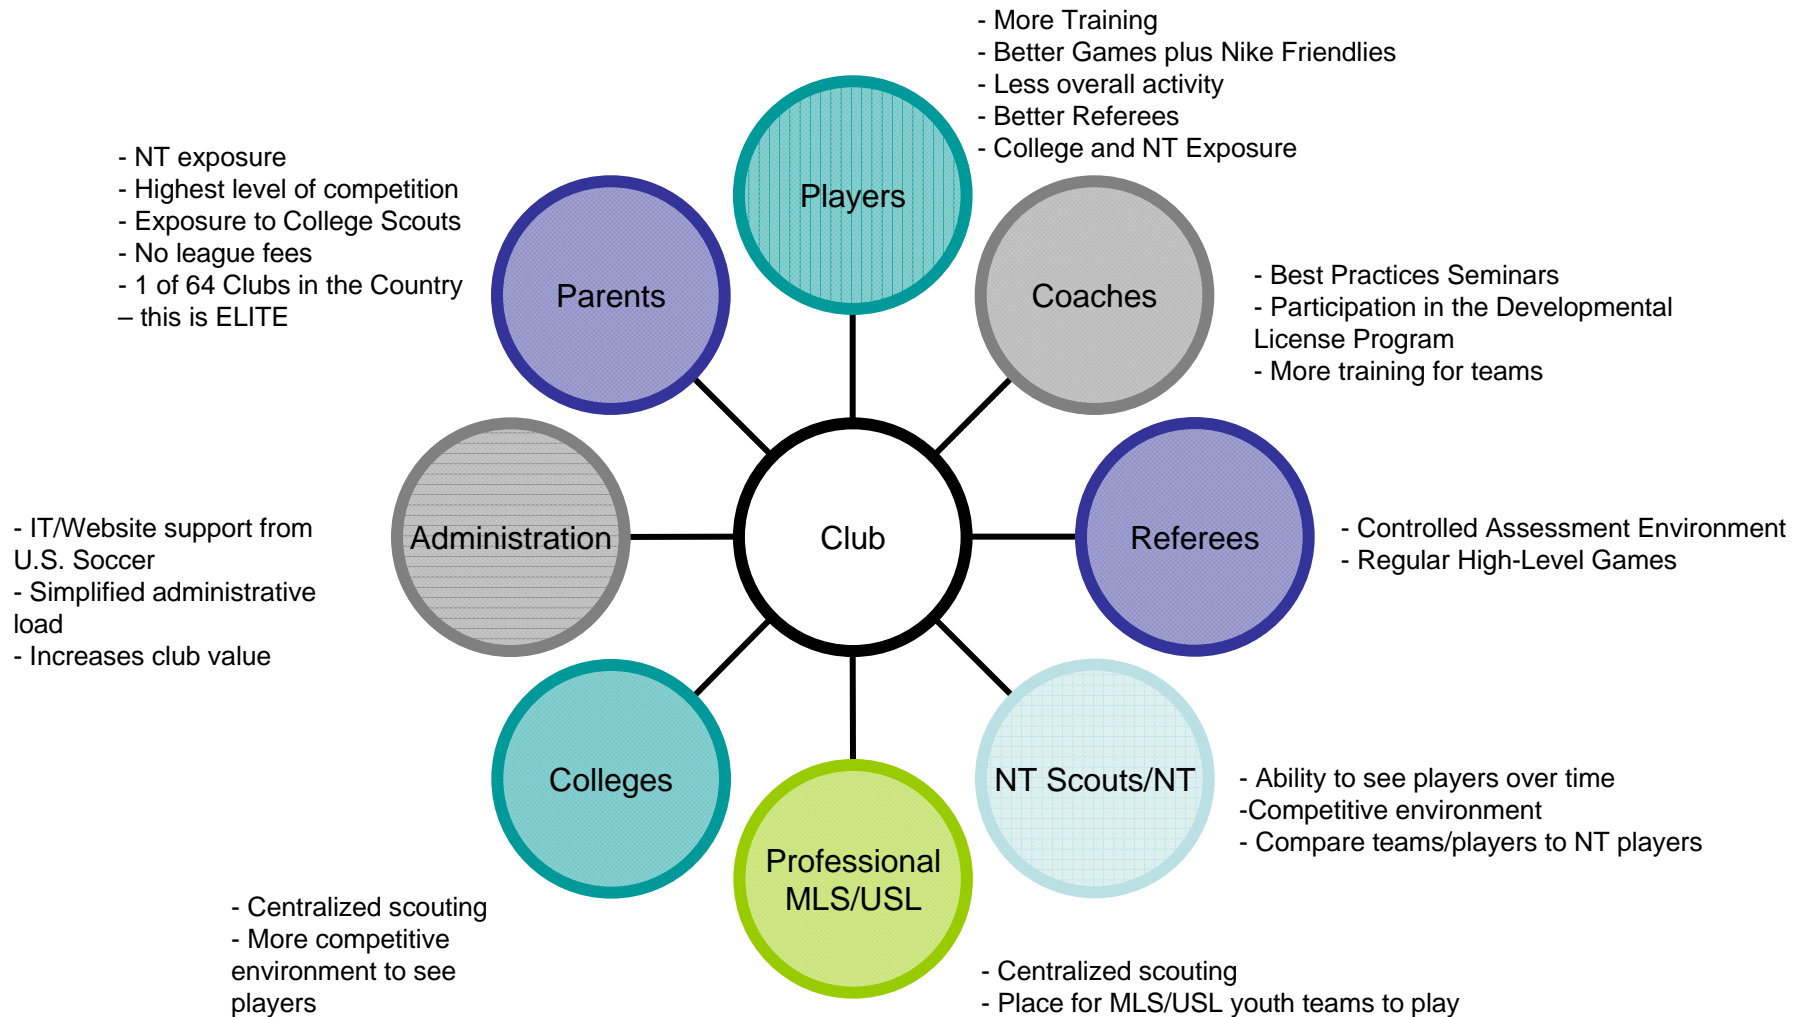 - More Training
- Better Games plus Nike Friendlies
- Less overall activity
- Better Referees
- College and NT Exposure
Players
- NT exposure
- Highest level of competition
- Exposure to College Scouts
- No league fees
- 1 of 64 Clubs in the Country
– this is ELITE
Parents
Coaches
- Best Practices Seminars
- Participation in the Developmental
License Program
- More training for teams
- IT/Website support from
U.S. Soccer
- Simplified administrative
load
- Increases club value
Administration
Club
Referees
- Controlled Assessment Environment
- Regular High-Level Games
Colleges
- Centralized scouting
- More competitive
environment to see
players
Professional
MLS/USL
- Centralized scouting
- Place for MLS/USL youth teams to play
NT Scouts/NT
- Ability to see players over time
-Competitive environment
- Compare teams/players to NT players